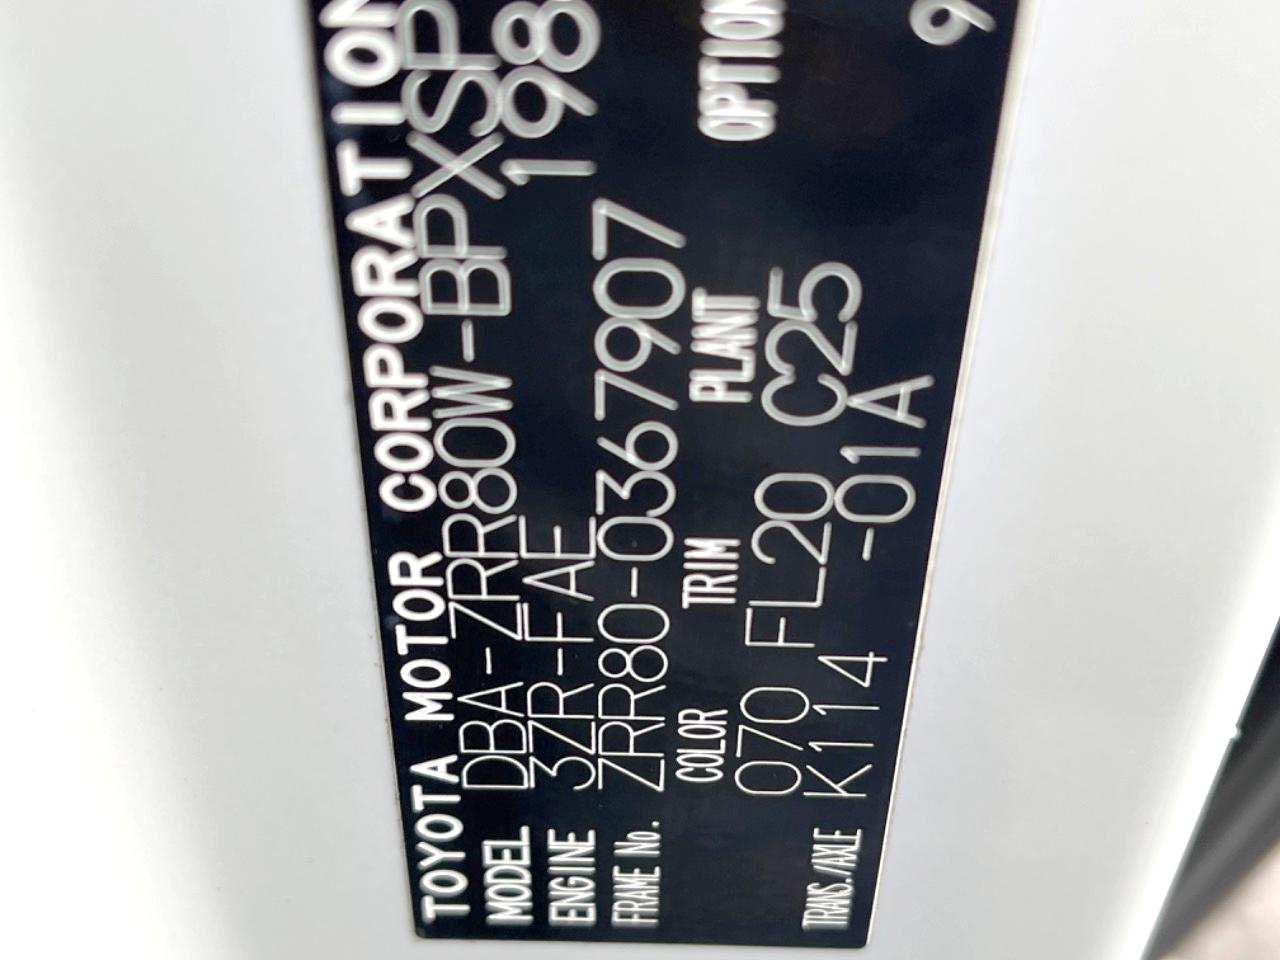 TOYOTA MOTOR CORPORATION
MODEL DBA-ZRR80W-BPXSP
ENGINE 3ZR-FAE 198
FRAME No. ZRR80-0367907
COLOR TRIM PLANT OPTION
070 FL20 C25
TRANS./AXLE K114 -01A 9